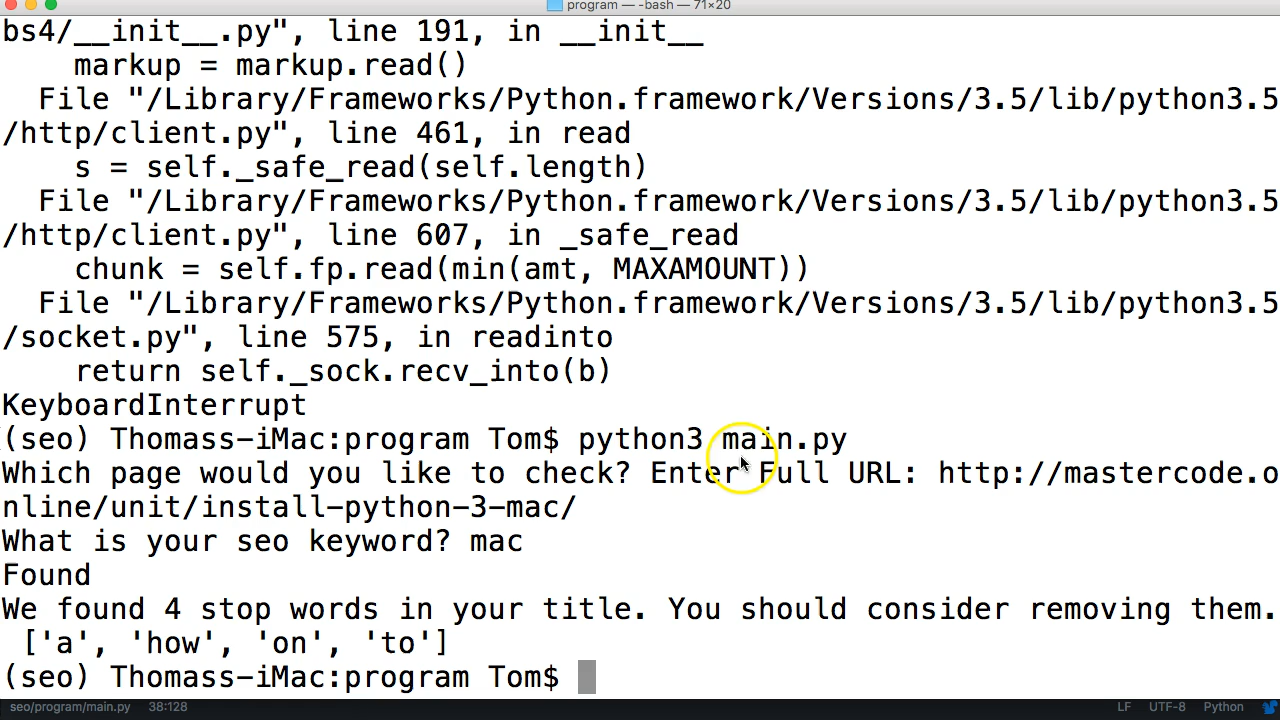 program — -bash — 71×20
bs4/__init__.py", line 191, in __init__
    markup = markup.read()
  File "/Library/Frameworks/Python.framework/Versions/3.5/lib/python3.5
/http/client.py", line 461, in read
    s = self._safe_read(self.length)
  File "/Library/Frameworks/Python.framework/Versions/3.5/lib/python3.5
/http/client.py", line 607, in _safe_read
    chunk = self.fp.read(min(amt, MAXAMOUNT))
  File "/Library/Frameworks/Python.framework/Versions/3.5/lib/python3.5
/socket.py", line 575, in readinto
    return self._sock.recv_into(b)
KeyboardInterrupt
(seo) Thomass-iMac:program Tom$ python3 main.py
Which page would you like to check? Enter Full URL: http://mastercode.o
nline/unit/install-python-3-mac/
What is your seo keyword? mac
Found
We found 4 stop words in your title. You should consider removing them.
 ['a', 'how', 'on', 'to']
(seo) Thomass-iMac:program Tom$
seo/program/main.py 38:128 LF UTF-8 Python